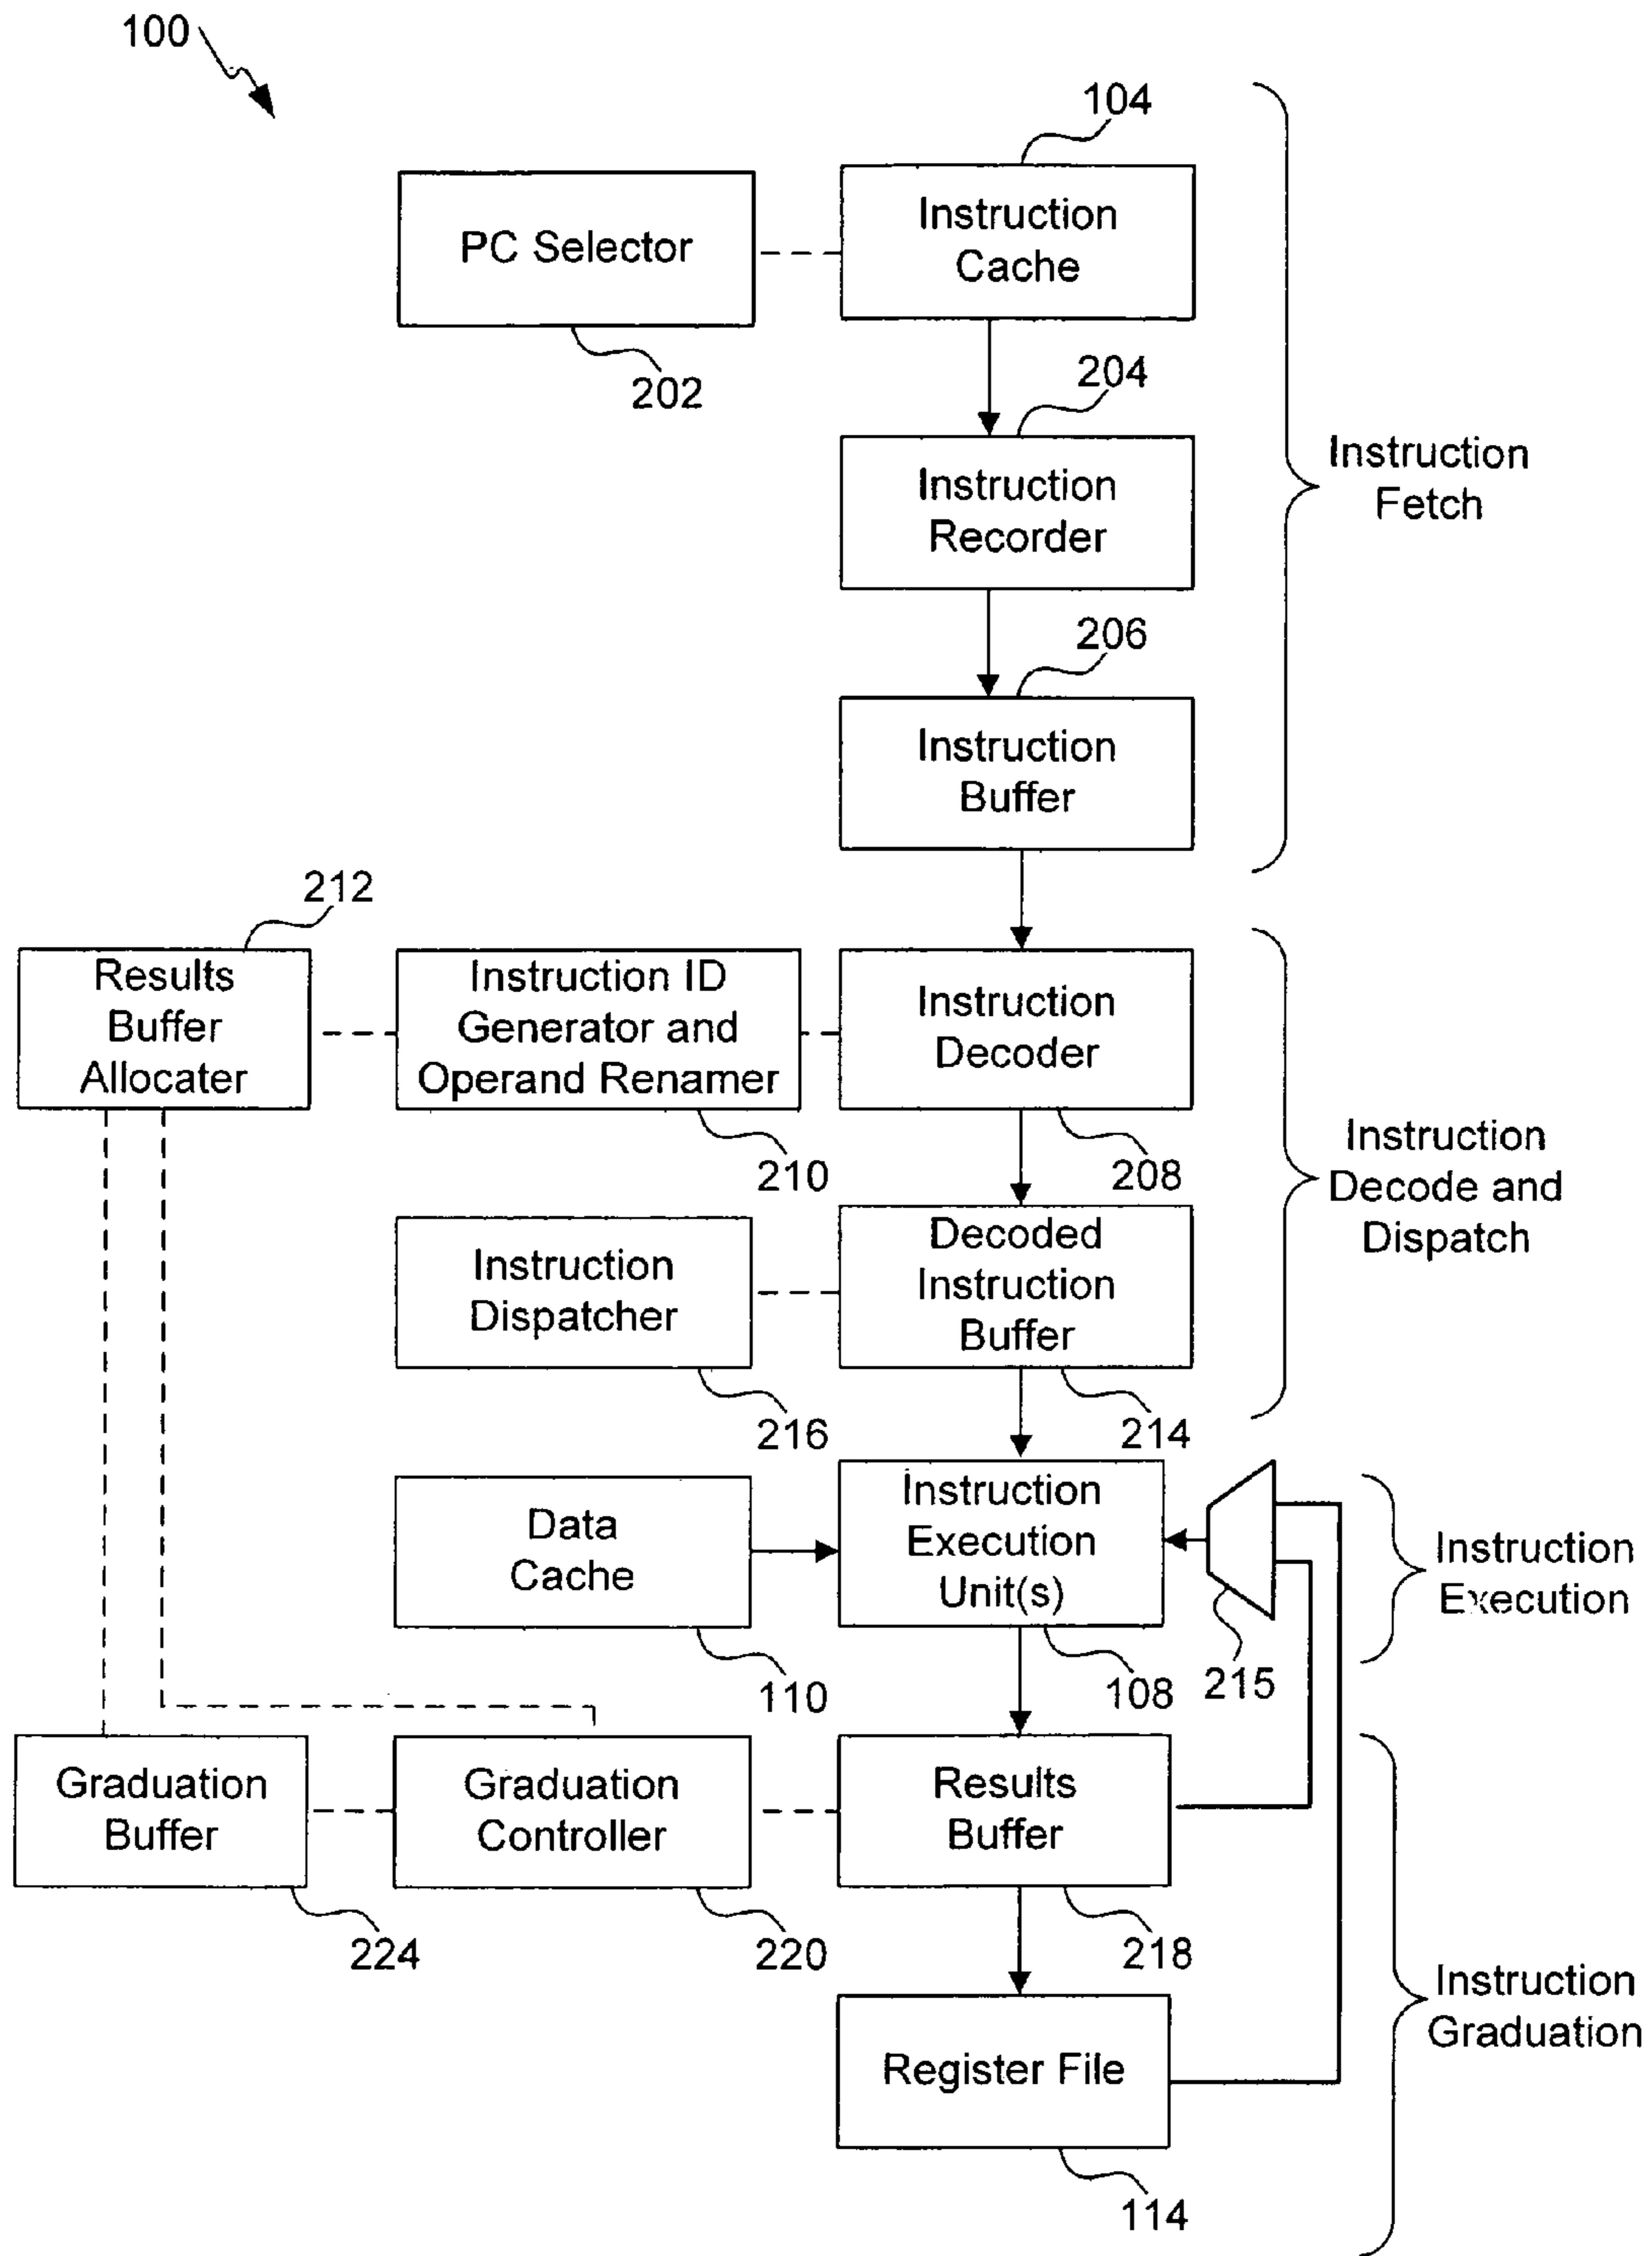 100
104
PC Selector
Instruction
Cache
202
204
Instruction
Recorder
Instruction
Fetch
206
Instruction
Buffer
212
Results
Buffer
Allocater
Instruction ID
Generator and
Operand Renamer
Instruction
Decoder
210
208
Instruction
Decode and
Dispatch
Instruction
Dispatcher
Decoded
Instruction
Buffer
216
214
Data
Cache
Instruction
Execution
Unit(s)
Instruction
Execution
110
108
215
Graduation
Buffer
Graduation
Controller
Results
Buffer
224
220
218
Instruction
Graduation
Register File
114